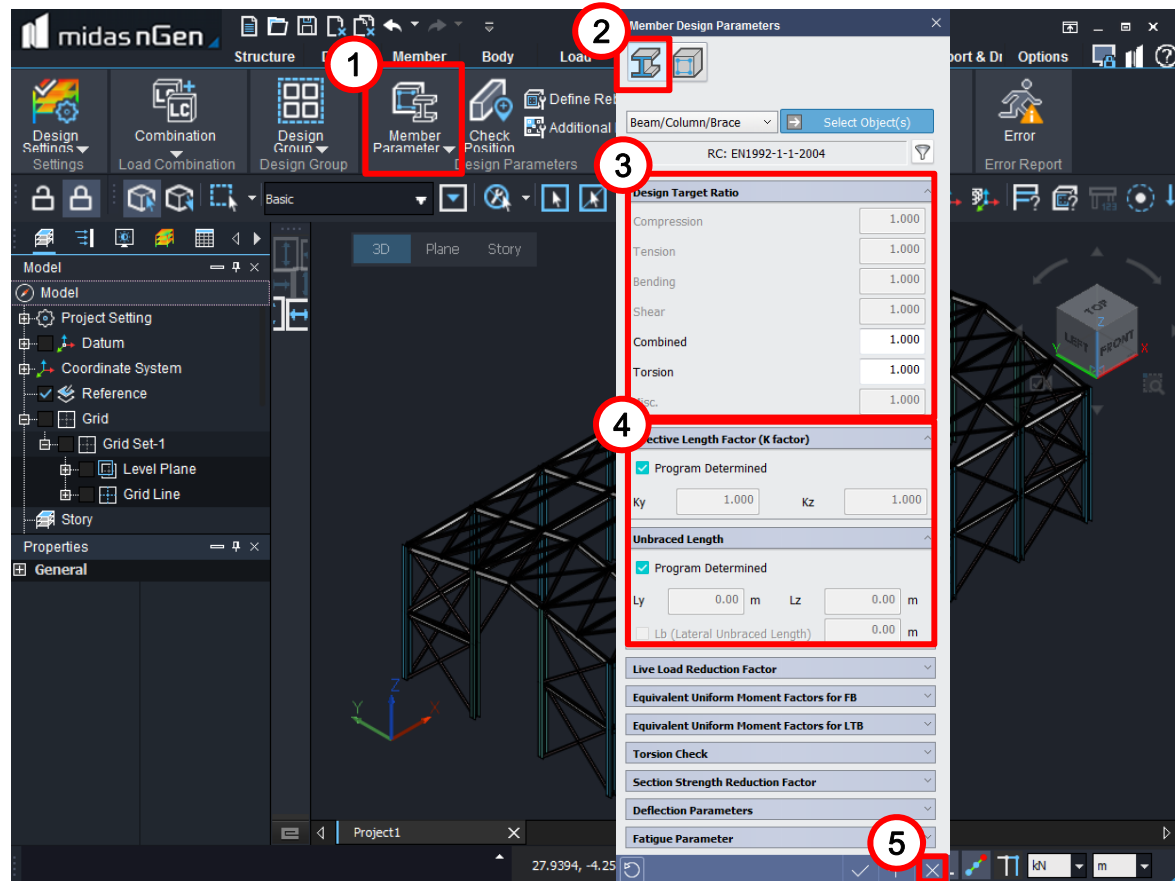 midas nGen
Structure
Member
Body
Load
Options
1
2
Member Design Parameters
Design
Settings
Combination
Design
Group
Member
Parameter
Check
Position
Additional
Error
Settings
Load Combination
Design Group
Design Parameters
Error Report
Beam/Column/Brace
Select Object(s)
RC: EN1992-1-1-2004
Basic
3
Design Target Ratio
Compression 1.000
Tension 1.000
Bending 1.000
Shear 1.000
Combined 1.000
Torsion 1.000
Misc. 1.000
3D Plane Story
Model
Model
Project Setting
Datum
Coordinate System
Reference
Grid
Grid Set-1
Level Plane
Grid Line
Story
Properties
General
TOP
LEFT
FRONT
Z
Y
X
4
Length Factor (K factor)
Program Determined
Ky 1.000 Kz 1.000
Unbraced Length
Program Determined
Ly 0.00 m Lz 0.00 m
Lb (Lateral Unbraced Length) 0.00 m
Live Load Reduction Factor
Equivalent Uniform Moment Factors for FB
Equivalent Uniform Moment Factors for LTB
Torsion Check
Section Strength Reduction Factor
Deflection Parameters
Fatigue Parameter
5
Z
Y
X
Project1
27.9394, -4.25
kN
m